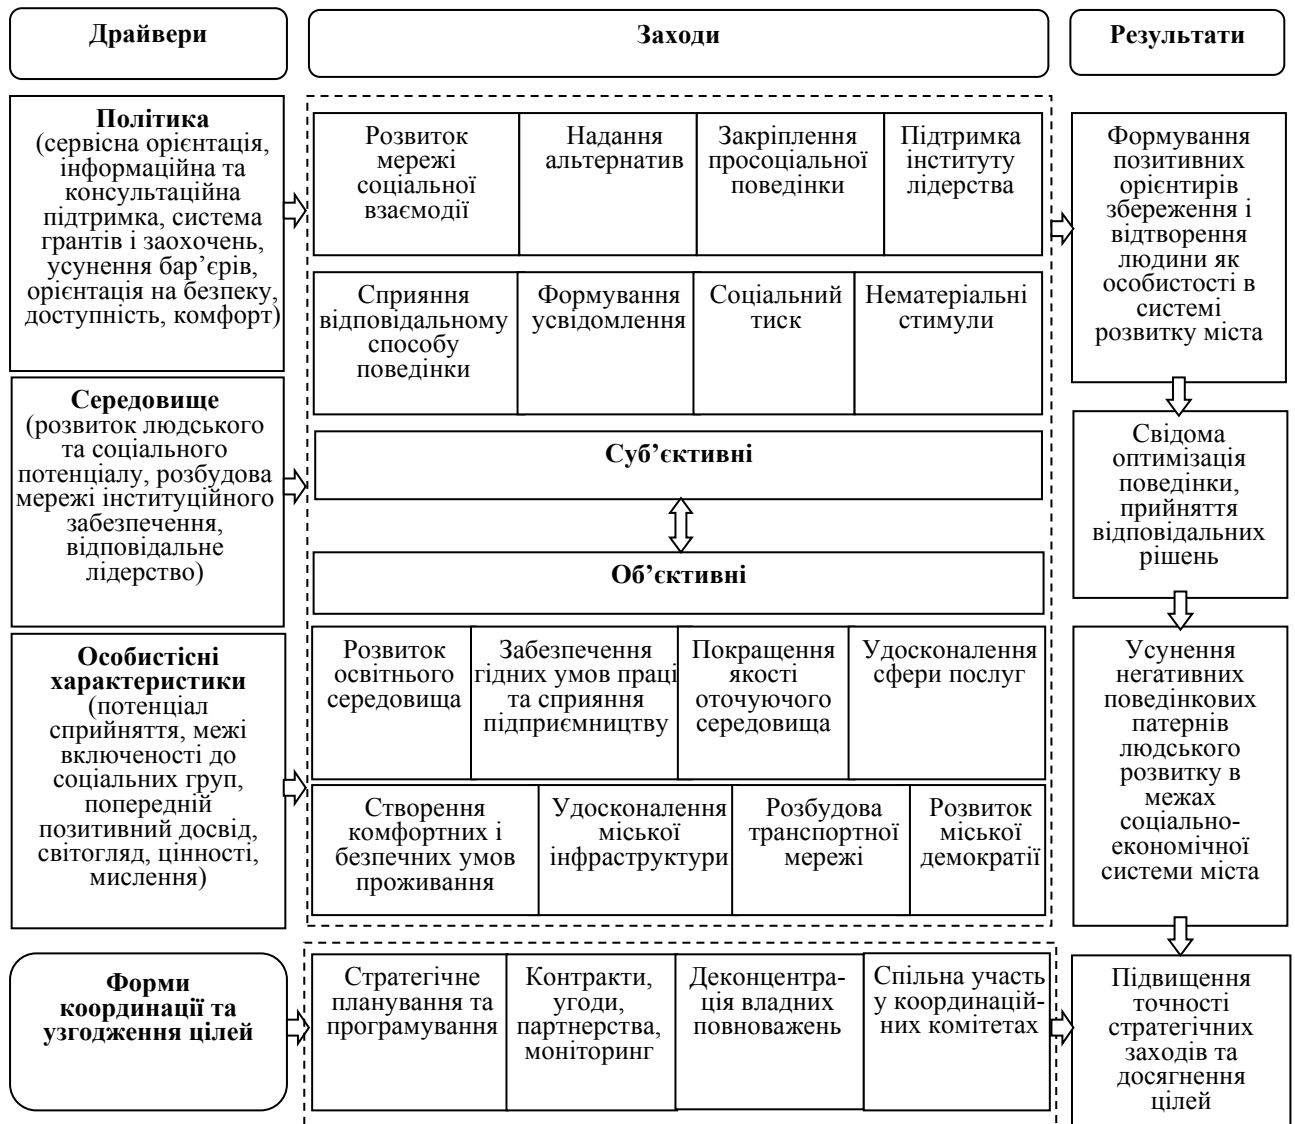 Драйвери
Заходи
Результати
Політика
(сервісна орієнтація,
інформаційна та
консультаційна
підтримка, система
грантів і заохочень,
усунення бар’єрів,
орієнтація на безпеку,
доступність, комфорт)
Середовище
(розвиток людського
та соціального
потенціалу, розбудова
мережі інституційного
забезпечення,
відповідальне
лідерство)
Особистісні
характеристики
(потенціал
сприйняття, межі
включеності до
соціальних груп,
попередній
позитивний досвід,
світогляд, цінності,
мислення)
Розвиток
мережі
соціальної
взаємодії
Надання
альтернатив
Закріплення
просоціальної
поведінки
Підтримка
інституту
лідерства
Сприяння
відповідальному
способу
поведінки
Формування
усвідомлення
Соціальний
тиск
Нематеріальні
стимули
Суб’єктивні
Об’єктивні
Розвиток
освітнього
середовища
Забезпечення
гідних умов праці
та сприяння
підприємництву
Покращення
якості
оточуючого
середовища
Удосконалення
сфери послуг
Створення
комфортних і
безпечних умов
проживання
Удосконалення
міської
інфраструктури
Розбудова
транспортної
мережі
Розвиток
міської
демократії
Формування
позитивних
орієнтирів
збереження і
відтворення
людини як
особистості в
системі
розвитку міста
Свідома
оптимізація
поведінки,
прийняття
відповідальних
рішень
Усунення
негативних
поведінкових
патернів
людського
розвитку в
межах
соціально-
економічної
системи міста
Форми
координації та
узгодження цілей
Стратегічне
планування та
програмування
Контракти,
угоди,
партнерства,
моніторинг
Деконцентра-
ція владних
повноважень
Спільна участь
у координацій-
них комітетах
Підвищення
точності
стратегічних
заходів та
досягнення
цілей